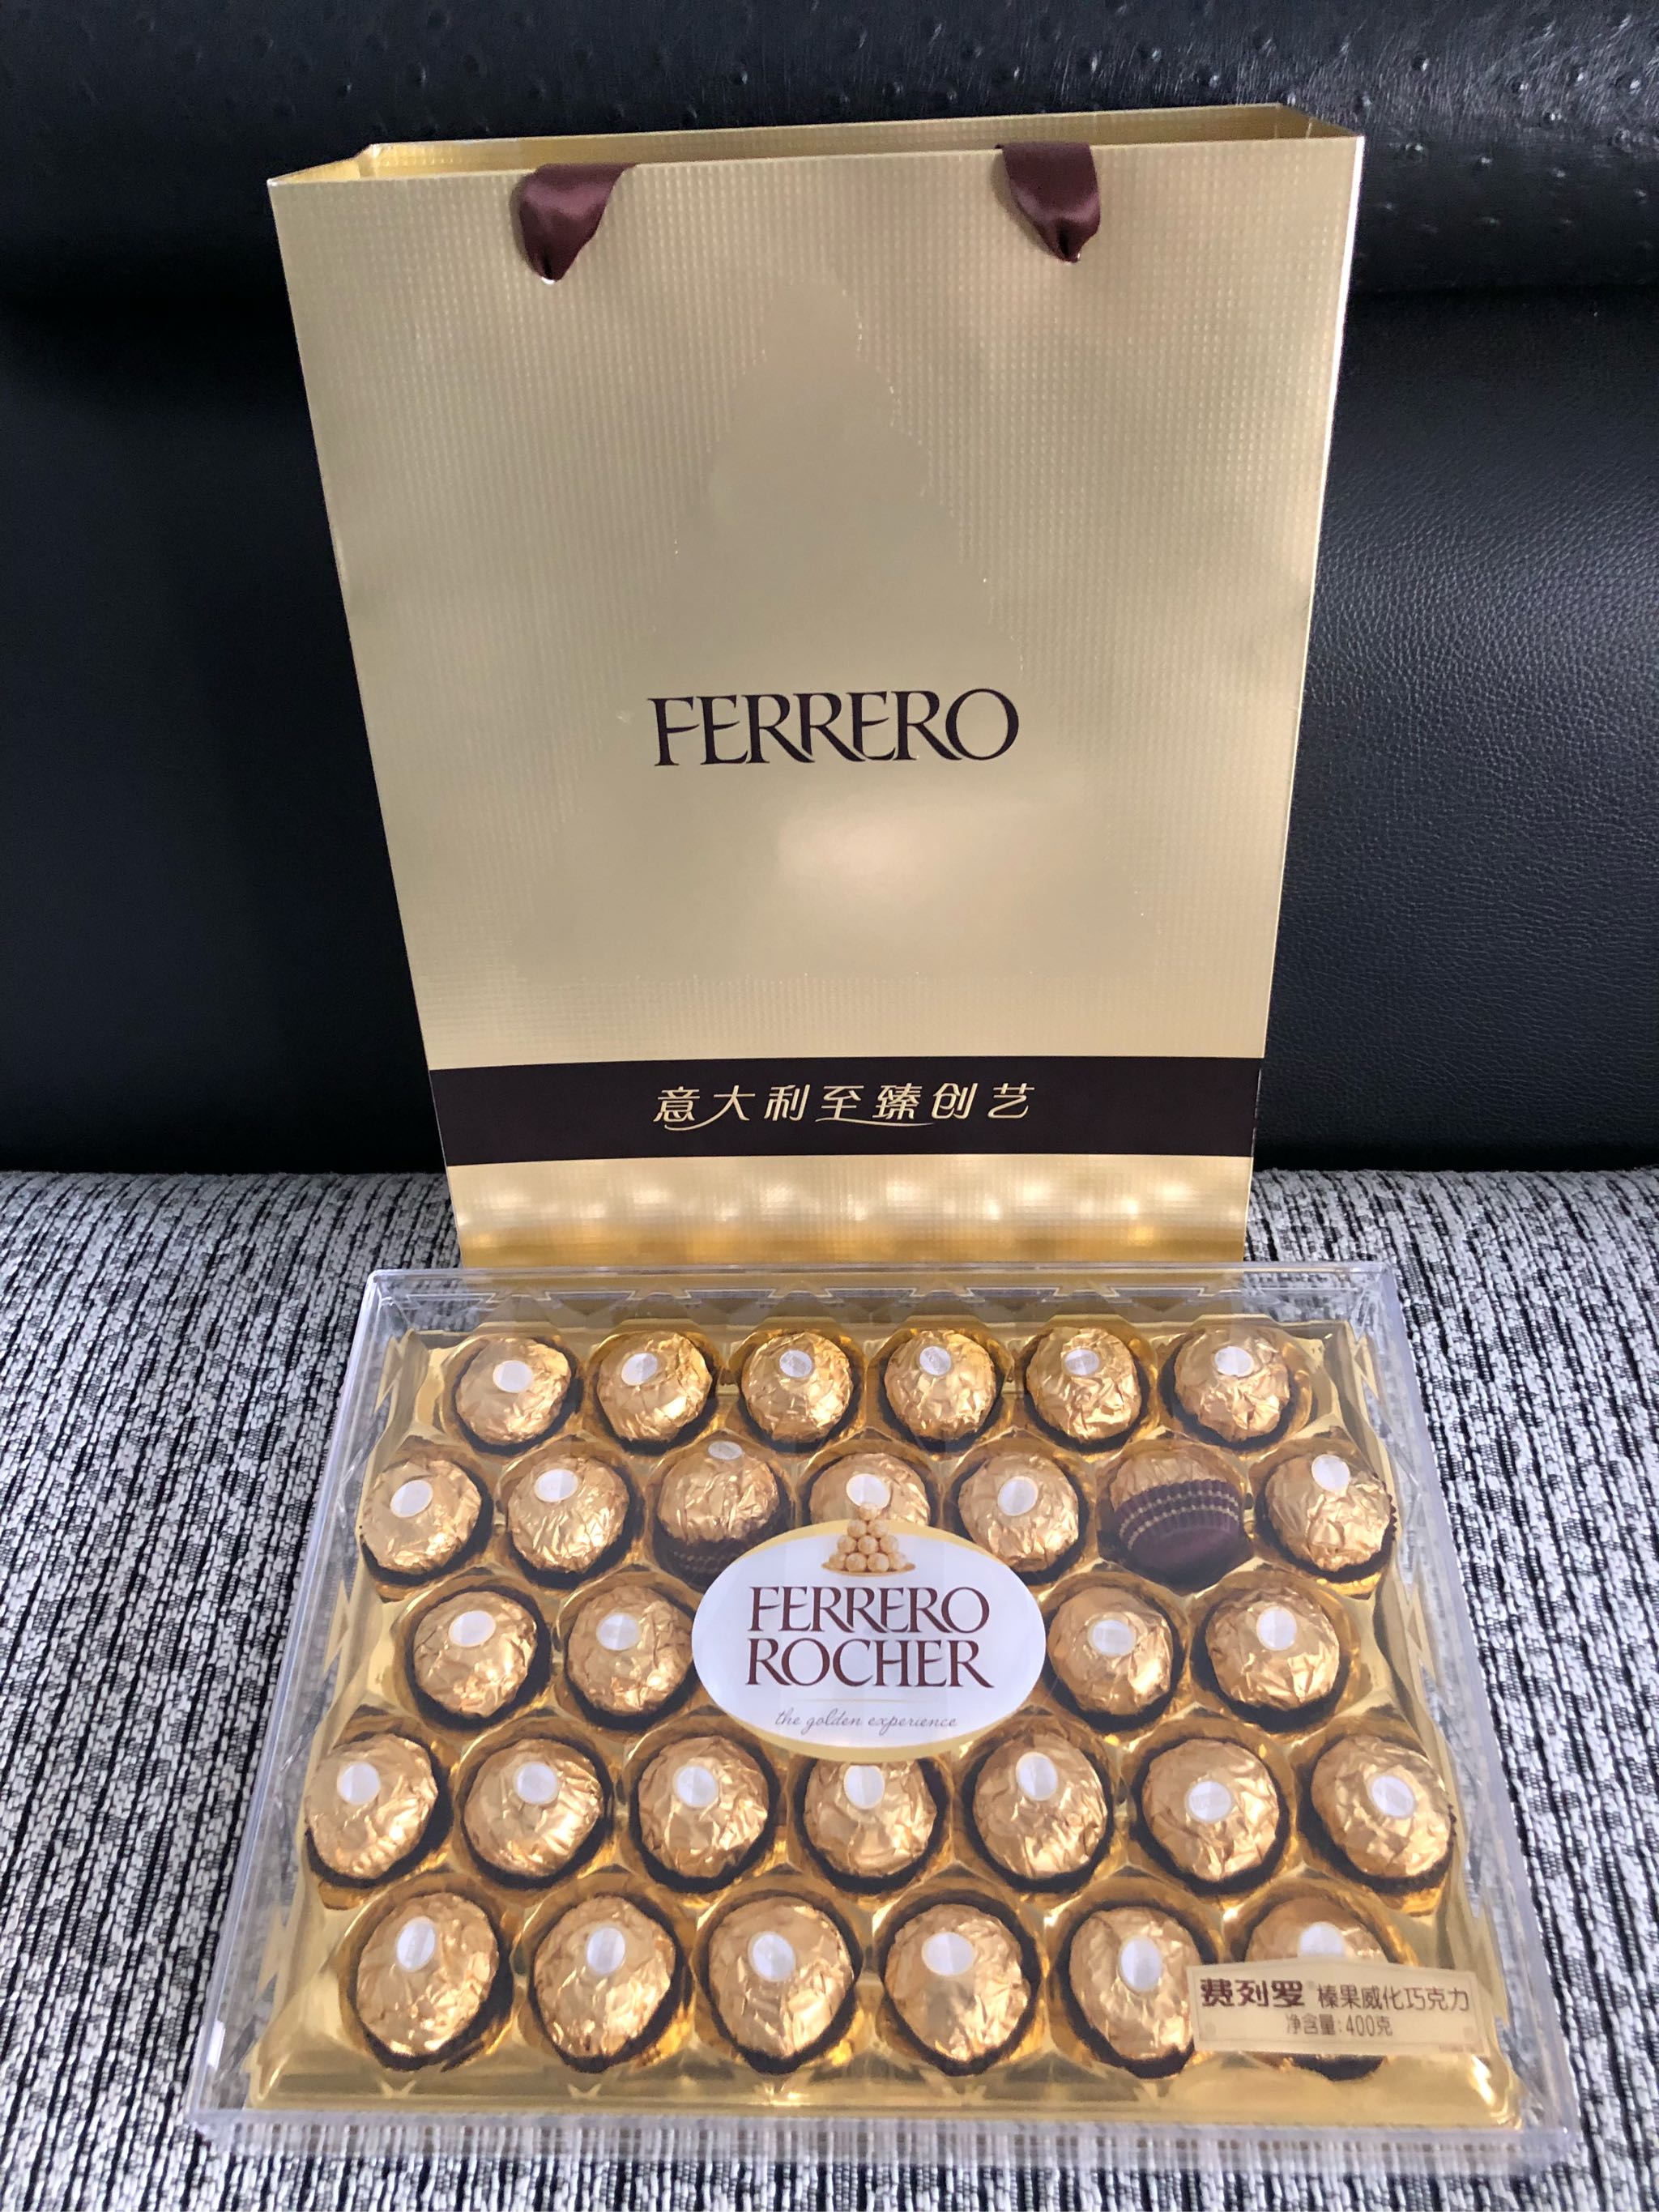 FERRERO
意大利至臻创艺
FERRERO
ROCHER
the golden experience
费列罗® 榛果威化巧克力
净含量:400克